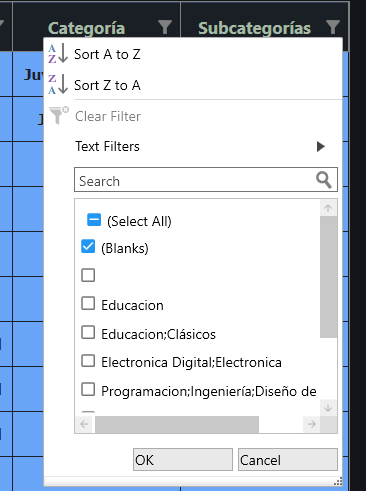 Categoría
Subcategorías
Sort A to Z
Sort Z to A
Clear Filter
Text Filters
Search
(Select All)
(Blanks)
Educacion
Educacion;Clásicos
Electronica Digital;Electronica
Programacion;Ingeniería;Diseño de
OK
Cancel